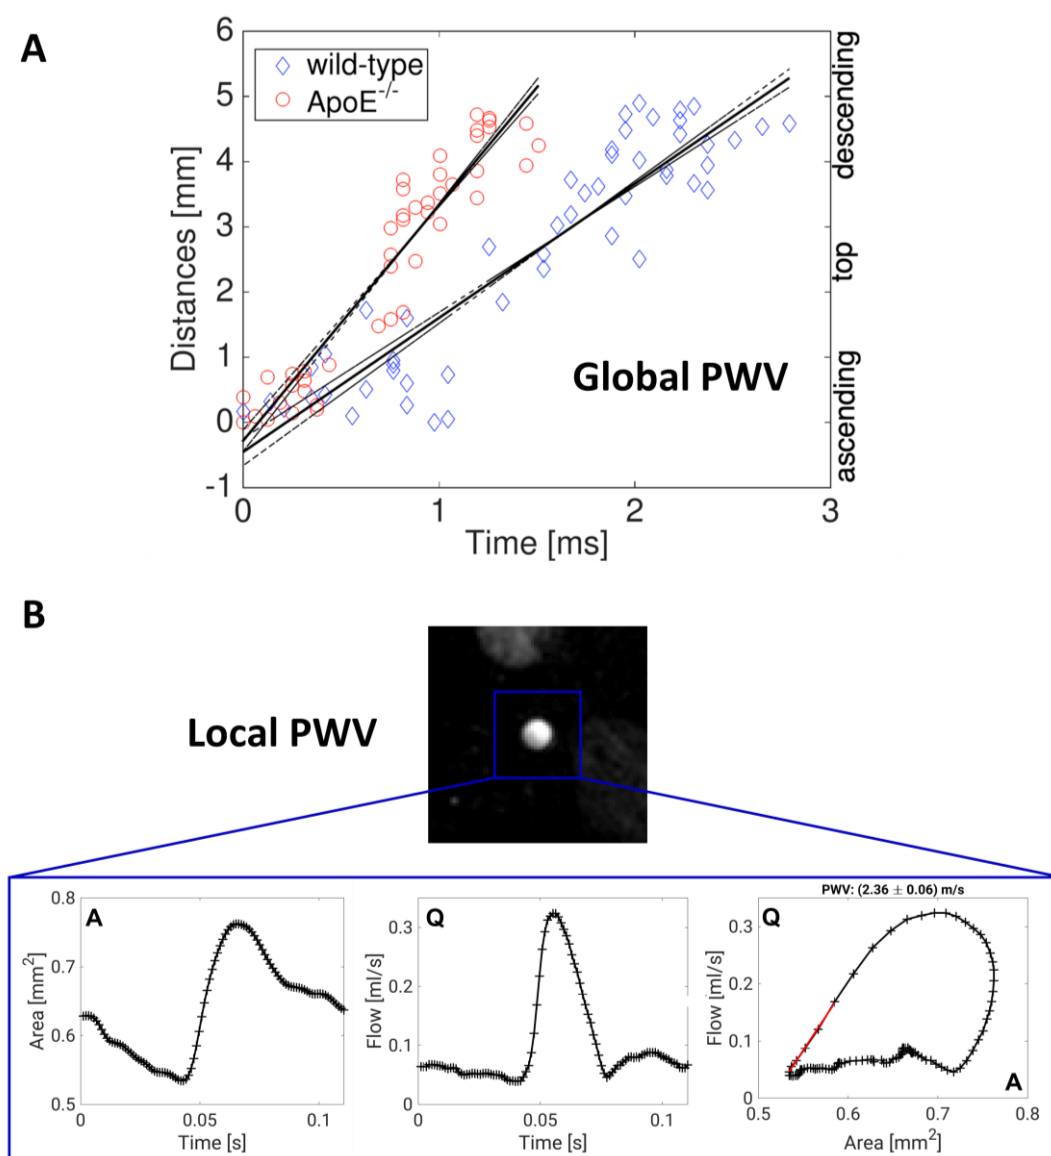 A
wild-type
ApoE-/-
6
5
4
3
2
1
0
-1
Distances [mm]
descending
top
ascending
Global PWV
0 1 2 3
Time [ms]
B
Local PWV
PWV: (2.36 ± 0.06) m/s
A
0.8
0.7
0.6
0.5
Area [mm2]
0 0.05 0.1
Time [s]
Q
0.3
0.2
0.1
0
Flow [ml/s]
0 0.05 0.1
Time [s]
Q
0.3
0.2
0.1
0
Flow [ml/s]
A
0.5 0.6 0.7 0.8
Area [mm2]